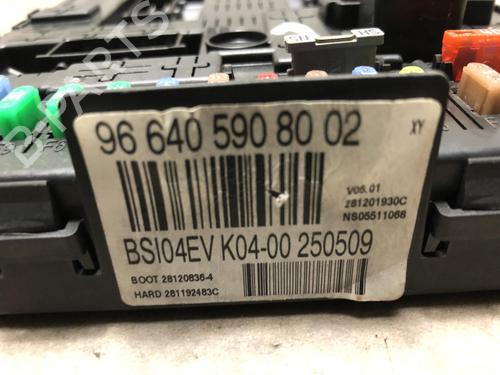 96 640 590 80 02
XY
V05.01
281201930C
NS05511068
BSI04EV K04-00 250509
BOOT 28120836-4
HARD 281192483C
B-PARTS